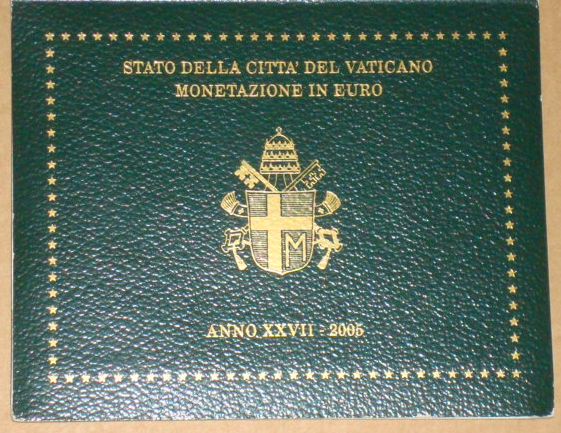 STATO DELLA CITTA' DEL VATICANO
MONETAZIONE IN EURO
M
ANNO XXVII - 2005